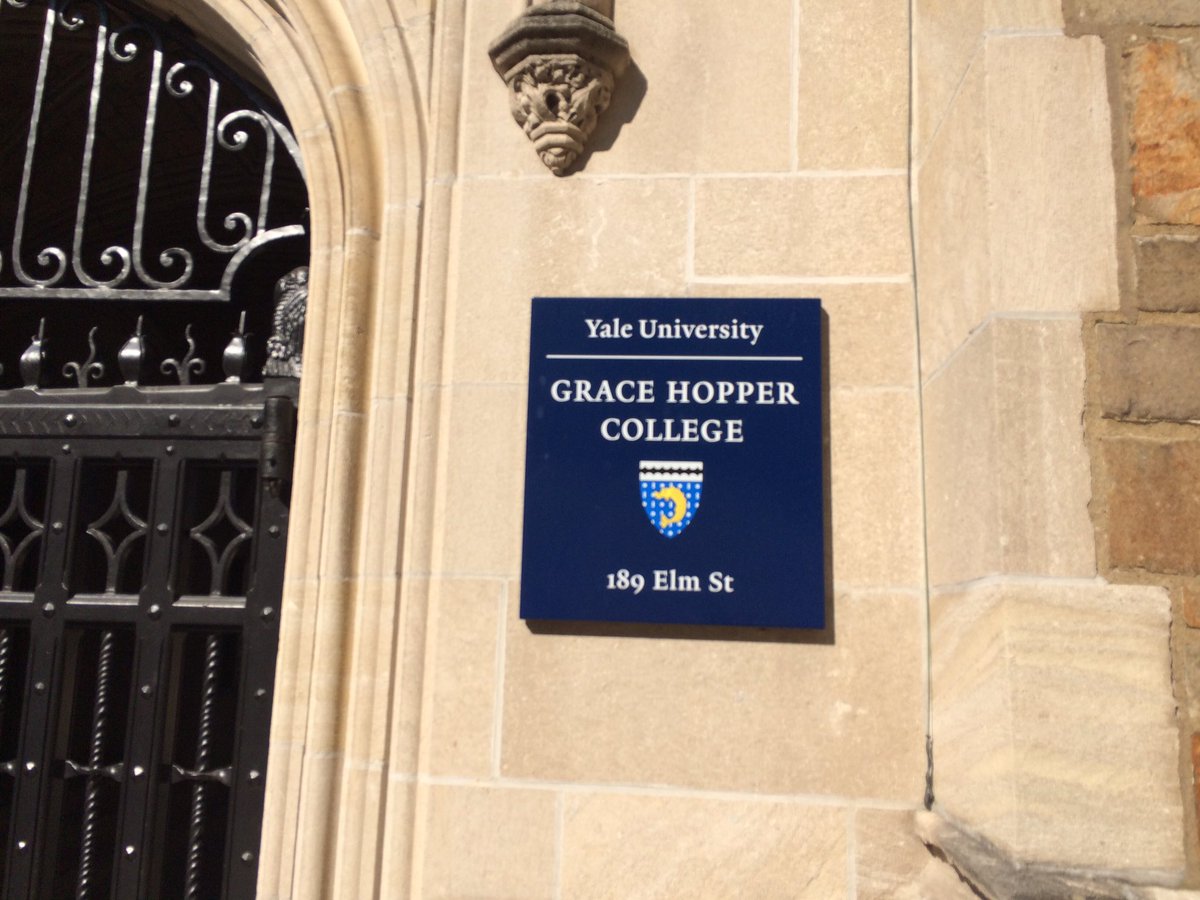 Yale University
GRACE HOPPER
COLLEGE
189 Elm St